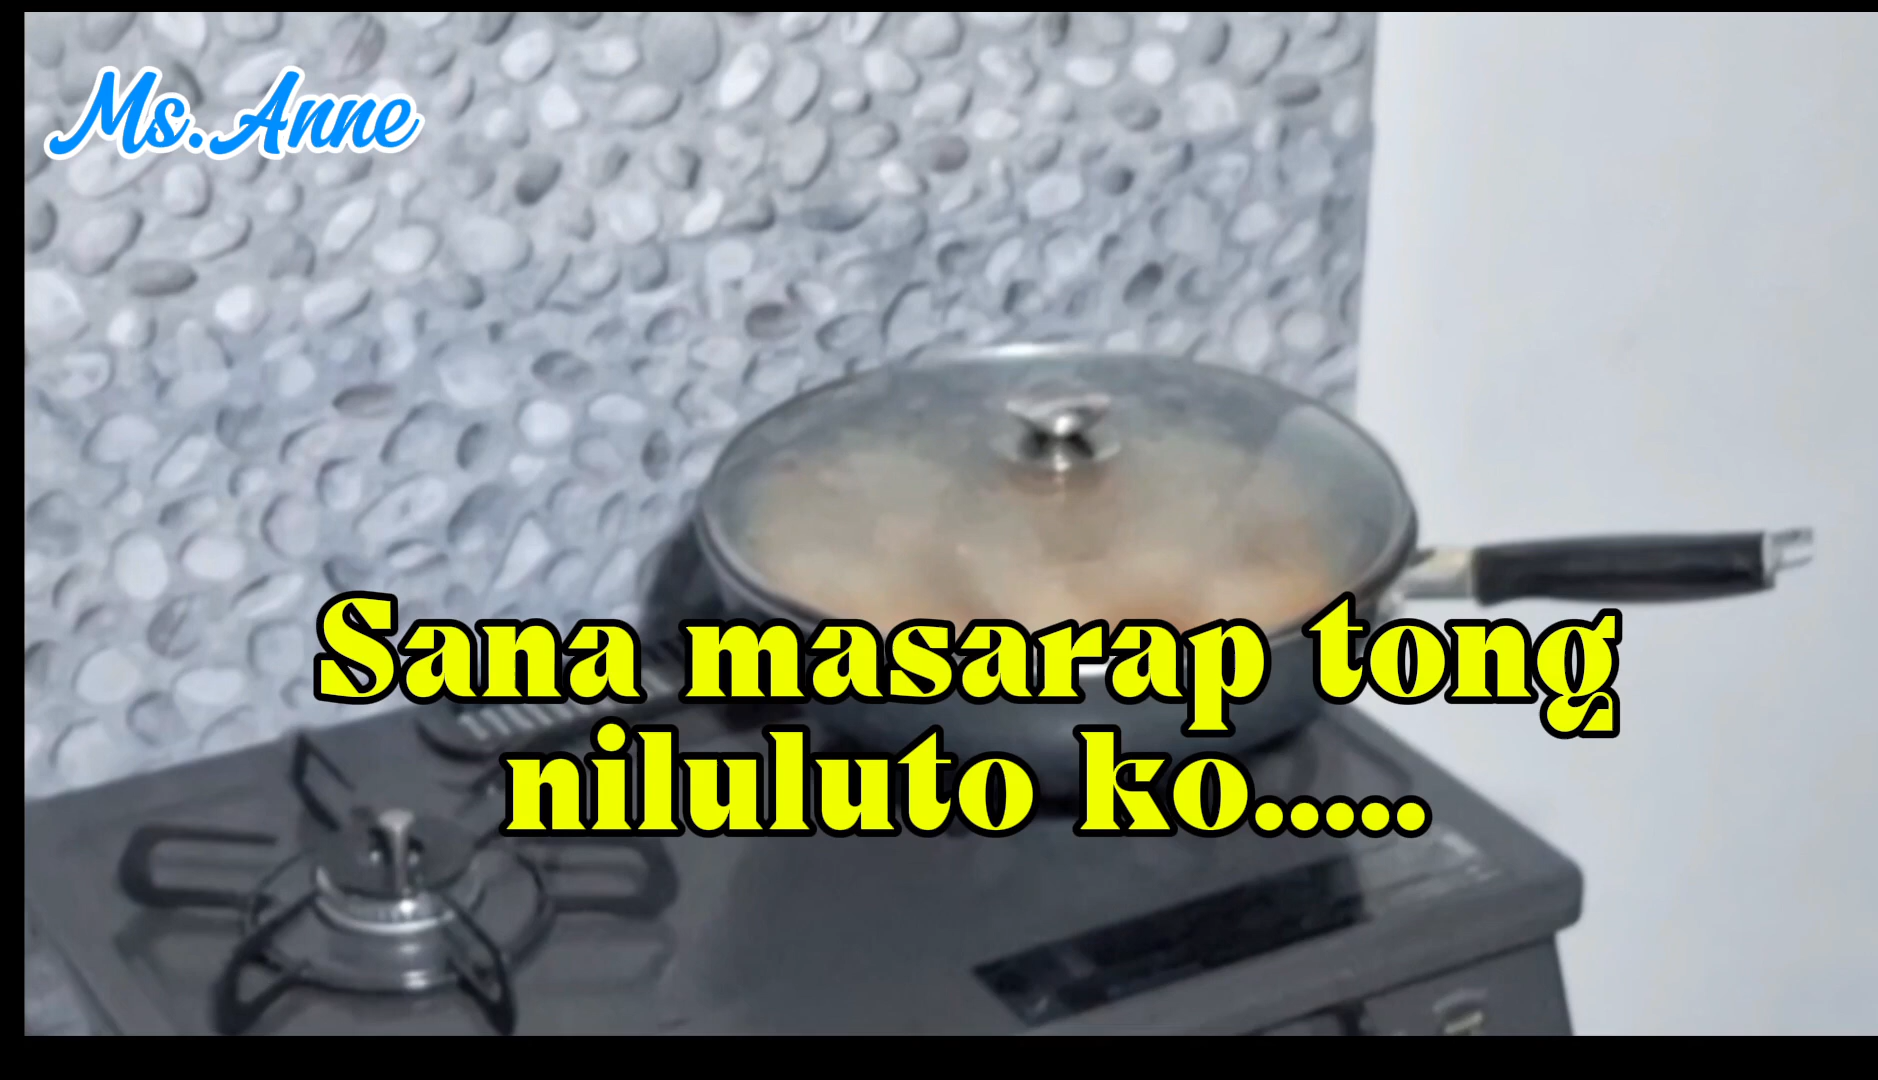 Ms. Anne
Sana masarap tong
niluluto ko.....